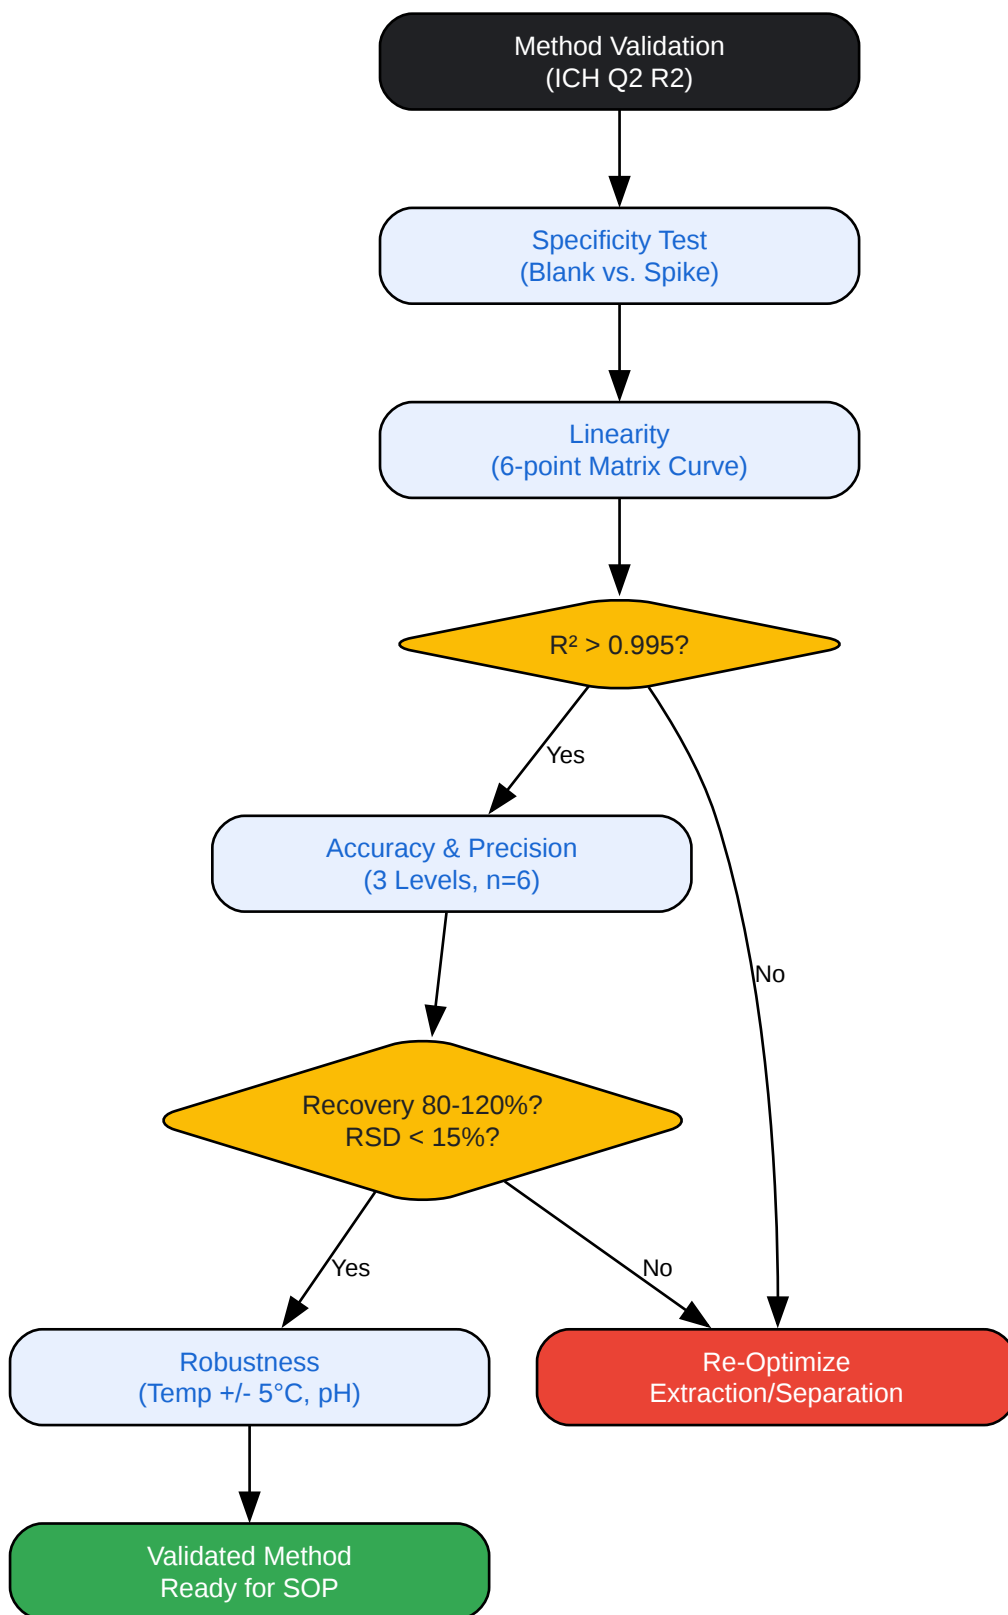 Method Validation
(ICH Q2 R2)
Specificity Test
(Blank vs. Spike)
Linearity
(6-point Matrix Curve)
R² > 0.995?
Yes
Accuracy & Precision
(3 Levels, n=6)
No
Recovery 80-120%?
RSD < 15%?
Yes
No
Robustness
(Temp +/- 5°C, pH)
Re-Optimize
Extraction/Separation
Validated Method
Ready for SOP